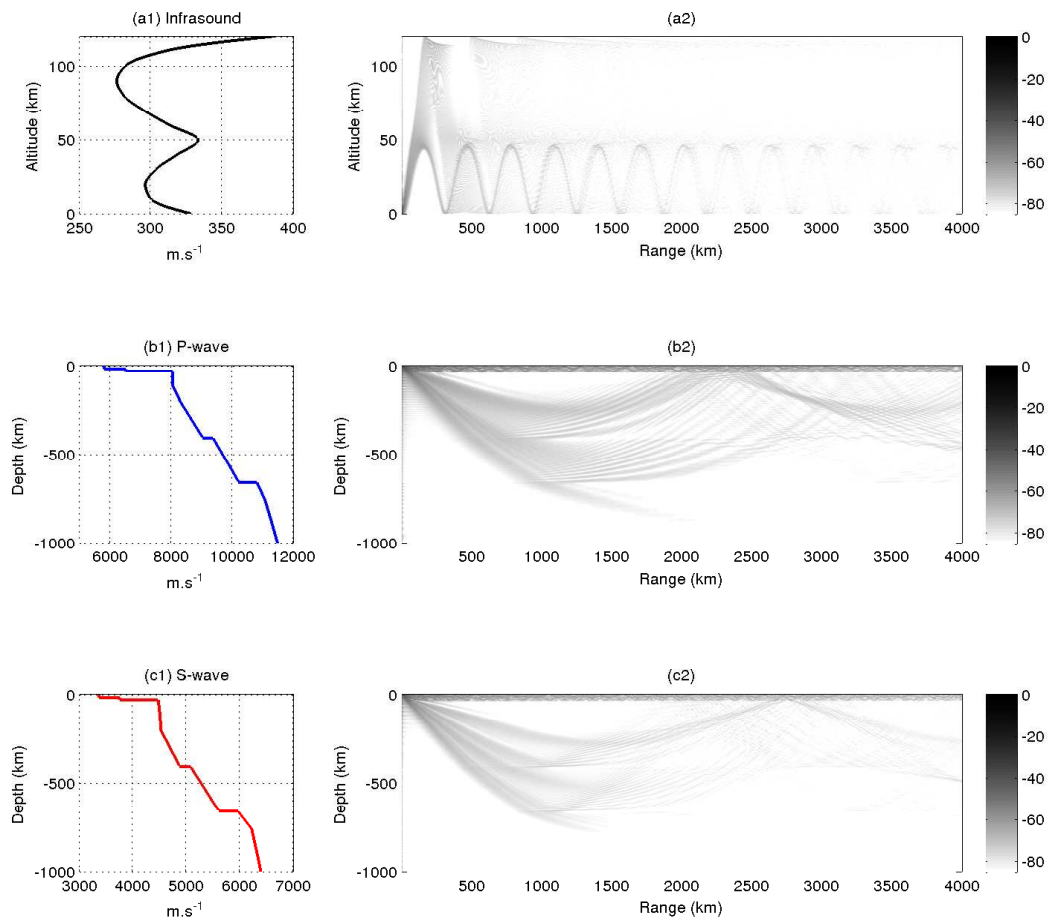 (a1) Infrasound
(a2)
Altitude (km)
100
50
0
250 300 350 400
m.s⁻¹
Altitude (km)
100
50
0
500 1000 1500 2000 2500 3000 3500 4000
Range (km)
0
-20
-40
-60
-80
(b1) P-wave
(b2)
Depth (km)
0
-500
-1000
6000 8000 10000 12000
m.s⁻¹
Depth (km)
0
-500
-1000
500 1000 1500 2000 2500 3000 3500 4000
Range (km)
0
-20
-40
-60
-80
(c1) S-wave
(c2)
Depth (km)
0
-500
-1000
3000 4000 5000 6000 7000
m.s⁻¹
Depth (km)
0
-500
-1000
500 1000 1500 2000 2500 3000 3500 4000
Range (km)
0
-20
-40
-60
-80